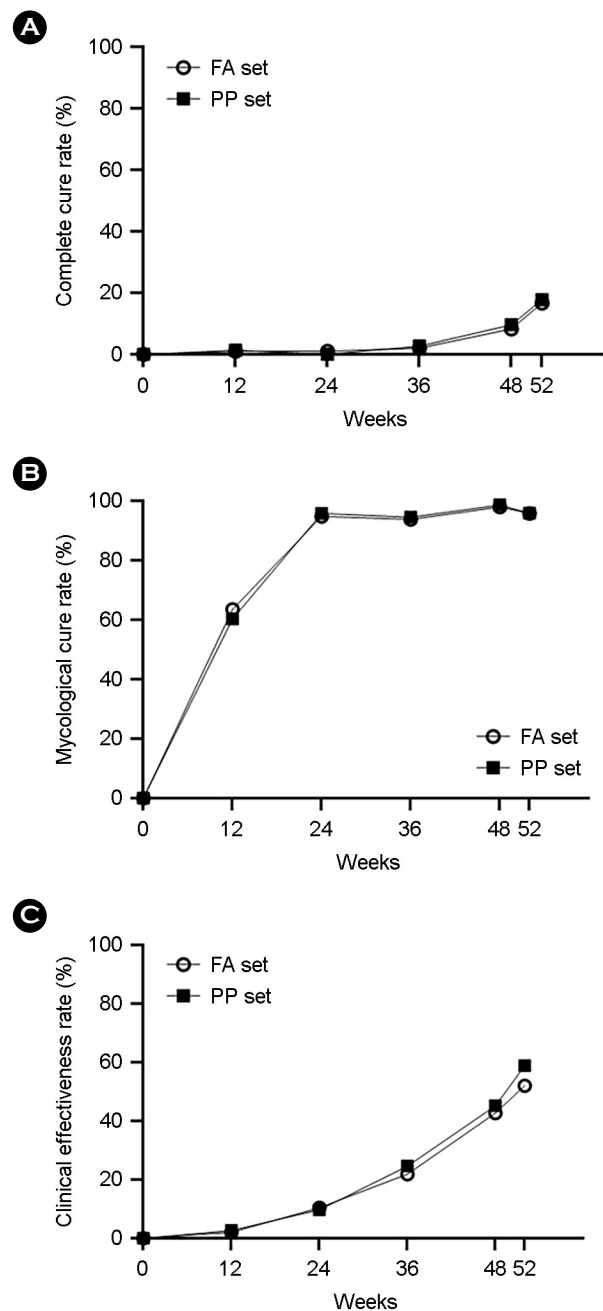 A
Complete cure rate (%)
100
80
60
40
20
0
FA set
PP set
0 12 24 36 48 52
Weeks
B
Mycological cure rate (%)
100
80
60
40
20
0
FA set
PP set
0 12 24 36 48 52
Weeks
C
Clinical effectiveness rate (%)
100
80
60
40
20
0
FA set
PP set
0 12 24 36 48 52
Weeks